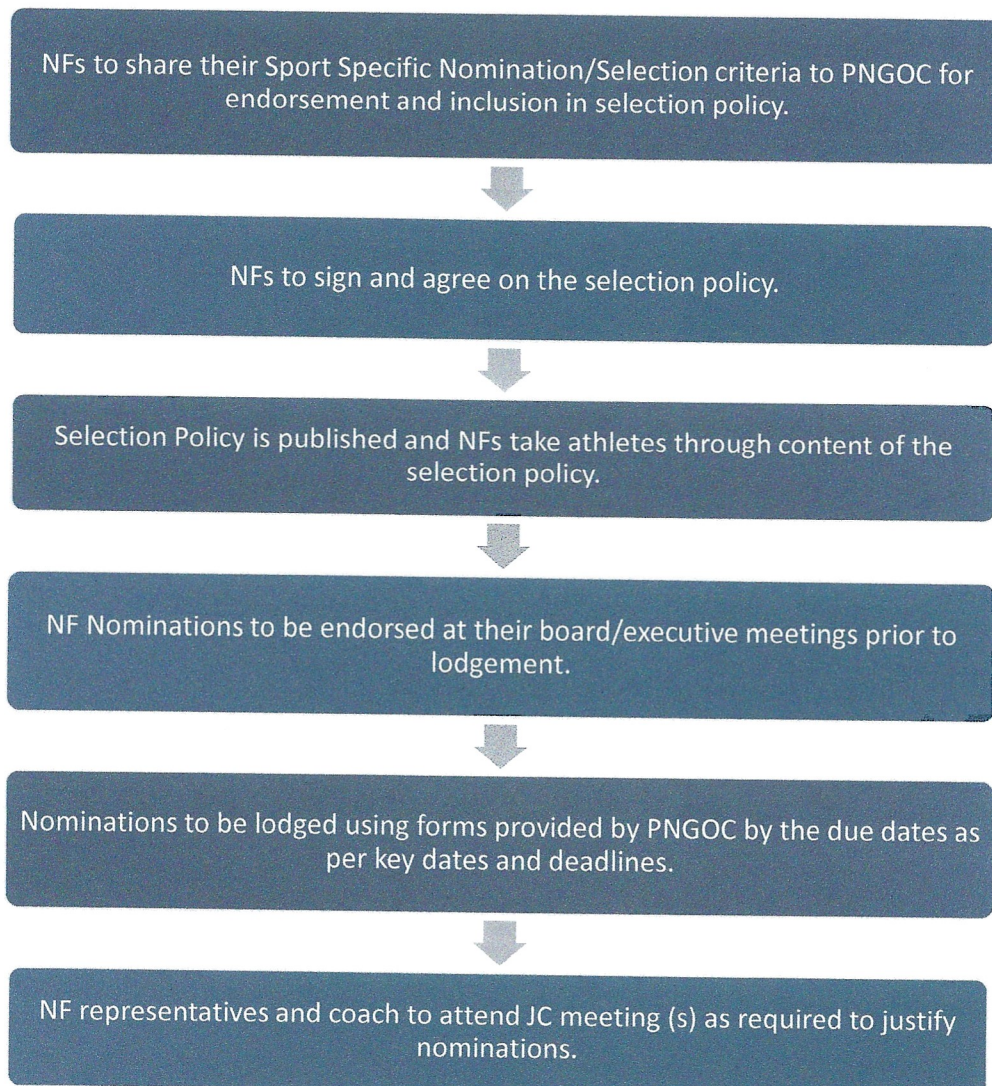 NFs to share their Sport Specific Nomination/Selection criteria to PNGOC for
endorsement and inclusion in selection policy.
NFs to sign and agree on the selection policy.
Selection Policy is published and NFs take athletes through content of the
selection policy.
NF Nominations to be endorsed at their board/executive meetings prior to
lodgement.
Nominations to be lodged using forms provided by PNGOC by the due dates as
per key dates and deadlines.
NF representatives and coach to attend JC meeting (s) as required to justify
nominations.